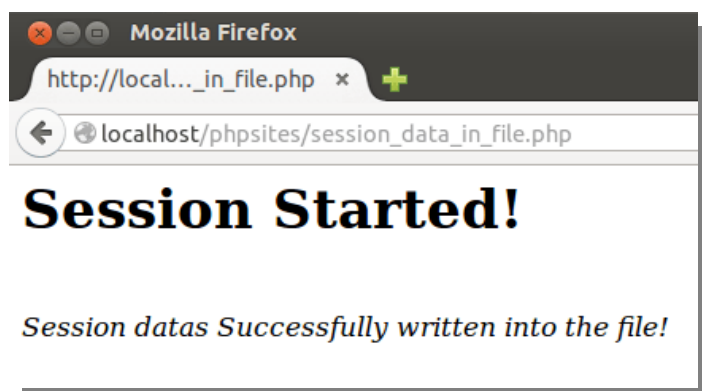 Mozilla Firefox
http://local..._in_file.php ×
localhost/phpsites/session_data_in_file.php
Session Started!
Session datas Successfully written into the file!